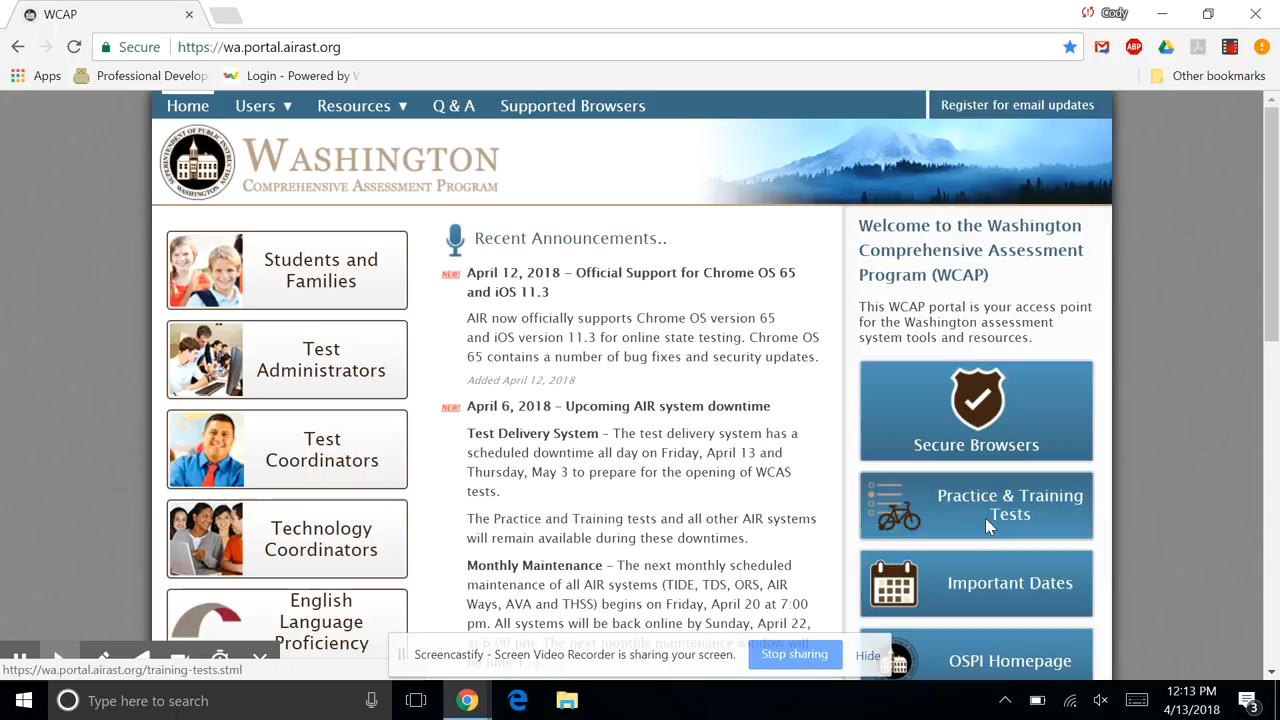 WCAP
Cody
Secure
https://wa.portal.airast.org
ABP
Apps
Professional Develop
Login - Powered by
Other bookmarks
Home
Users ▼
Resources ▼
Q & A
Supported Browsers
Register for email updates
WASHINGTON
COMPREHENSIVE ASSESSMENT PROGRAM
Students and
Families
Test
Administrators
Test
Coordinators
Technology
Coordinators
English
Language
Proficiency
Recent Announcements..
NEW April 12, 2018 – Official Support for Chrome OS 65
and iOS 11.3
AIR now officially supports Chrome OS version 65
and iOS version 11.3 for online state testing. Chrome OS
65 contains a number of bug fixes and security updates.
Added April 12, 2018
NEW April 6, 2018 – Upcoming AIR system downtime
Test Delivery System – The test delivery system has a
scheduled downtime all day on Friday, April 13 and
Thursday, May 3 to prepare for the opening of WCAS
tests.
The Practice and Training tests and all other AIR systems
will remain available during these downtimes.
Monthly Maintenance – The next monthly scheduled
maintenance of all AIR systems (TIDE, TDS, ORS, AIR
Ways, AVA and THSS) begins on Friday, April 20 at 7:00
pm. All systems will be back online by Sunday, April 22,
at 6:00 pm. The next monthly maintenance window will
Welcome to the Washington
Comprehensive Assessment
Program (WCAP)
This WCAP portal is your access point
for the Washington assessment
system tools and resources.
Secure Browsers
Practice & Training
Tests
Important Dates
OSPI Homepage
Screencastify - Screen Video Recorder is sharing your screen.
Stop sharing
Hide
https://wa.portal.airast.org/training-tests.stml
Type here to search
12:13 PM
4/13/2018
3